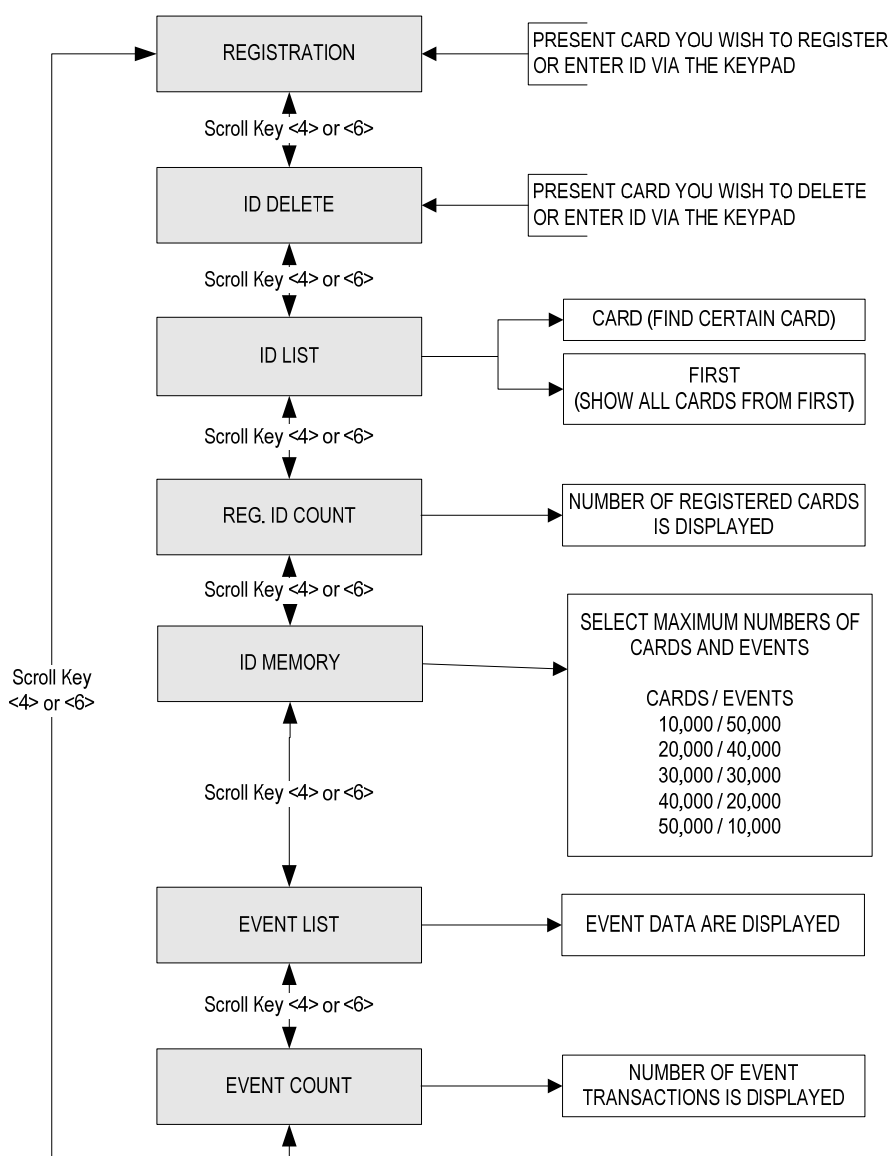 REGISTRATION
PRESENT CARD YOU WISH TO REGISTER
OR ENTER ID VIA THE KEYPAD
Scroll Key <4> or <6>
ID DELETE
PRESENT CARD YOU WISH TO DELETE
OR ENTER ID VIA THE KEYPAD
Scroll Key <4> or <6>
ID LIST
CARD (FIND CERTAIN CARD)
FIRST
(SHOW ALL CARDS FROM FIRST)
Scroll Key <4> or <6>
REG. ID COUNT
NUMBER OF REGISTERED CARDS
IS DISPLAYED
Scroll Key <4> or <6>
ID MEMORY
SELECT MAXIMUM NUMBERS OF
CARDS AND EVENTS
CARDS / EVENTS
10,000 / 50,000
20,000 / 40,000
30,000 / 30,000
40,000 / 20,000
50,000 / 10,000
Scroll Key
<4> or <6>
Scroll Key <4> or <6>
EVENT LIST
EVENT DATA ARE DISPLAYED
Scroll Key <4> or <6>
EVENT COUNT
NUMBER OF EVENT
TRANSACTIONS IS DISPLAYED